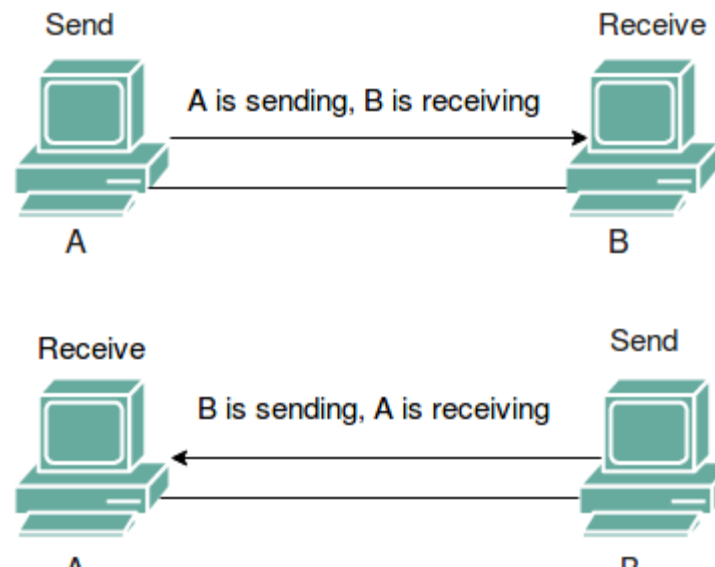 Send
Receive
A is sending, B is receiving
A
B
Receive
Send
B is sending, A is receiving
A
B